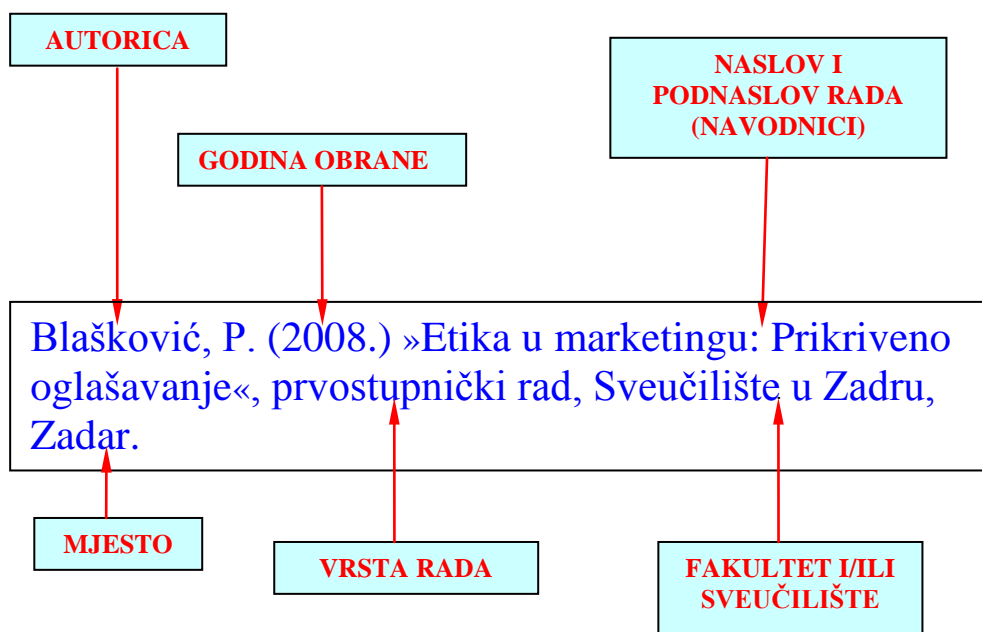 AUTORICA
NASLOV I
PODNASLOV RADA
(NAVODNICI)
GODINA OBRANE
Blašković, P. (2008.) »Etika u marketingu: Prikriveno
oglašavanje«, prvostupnički rad, Sveučilište u Zadru,
Zadar.
MJESTO
VRSTA RADA
FAKULTET I/ILI
SVEUČILIŠTE